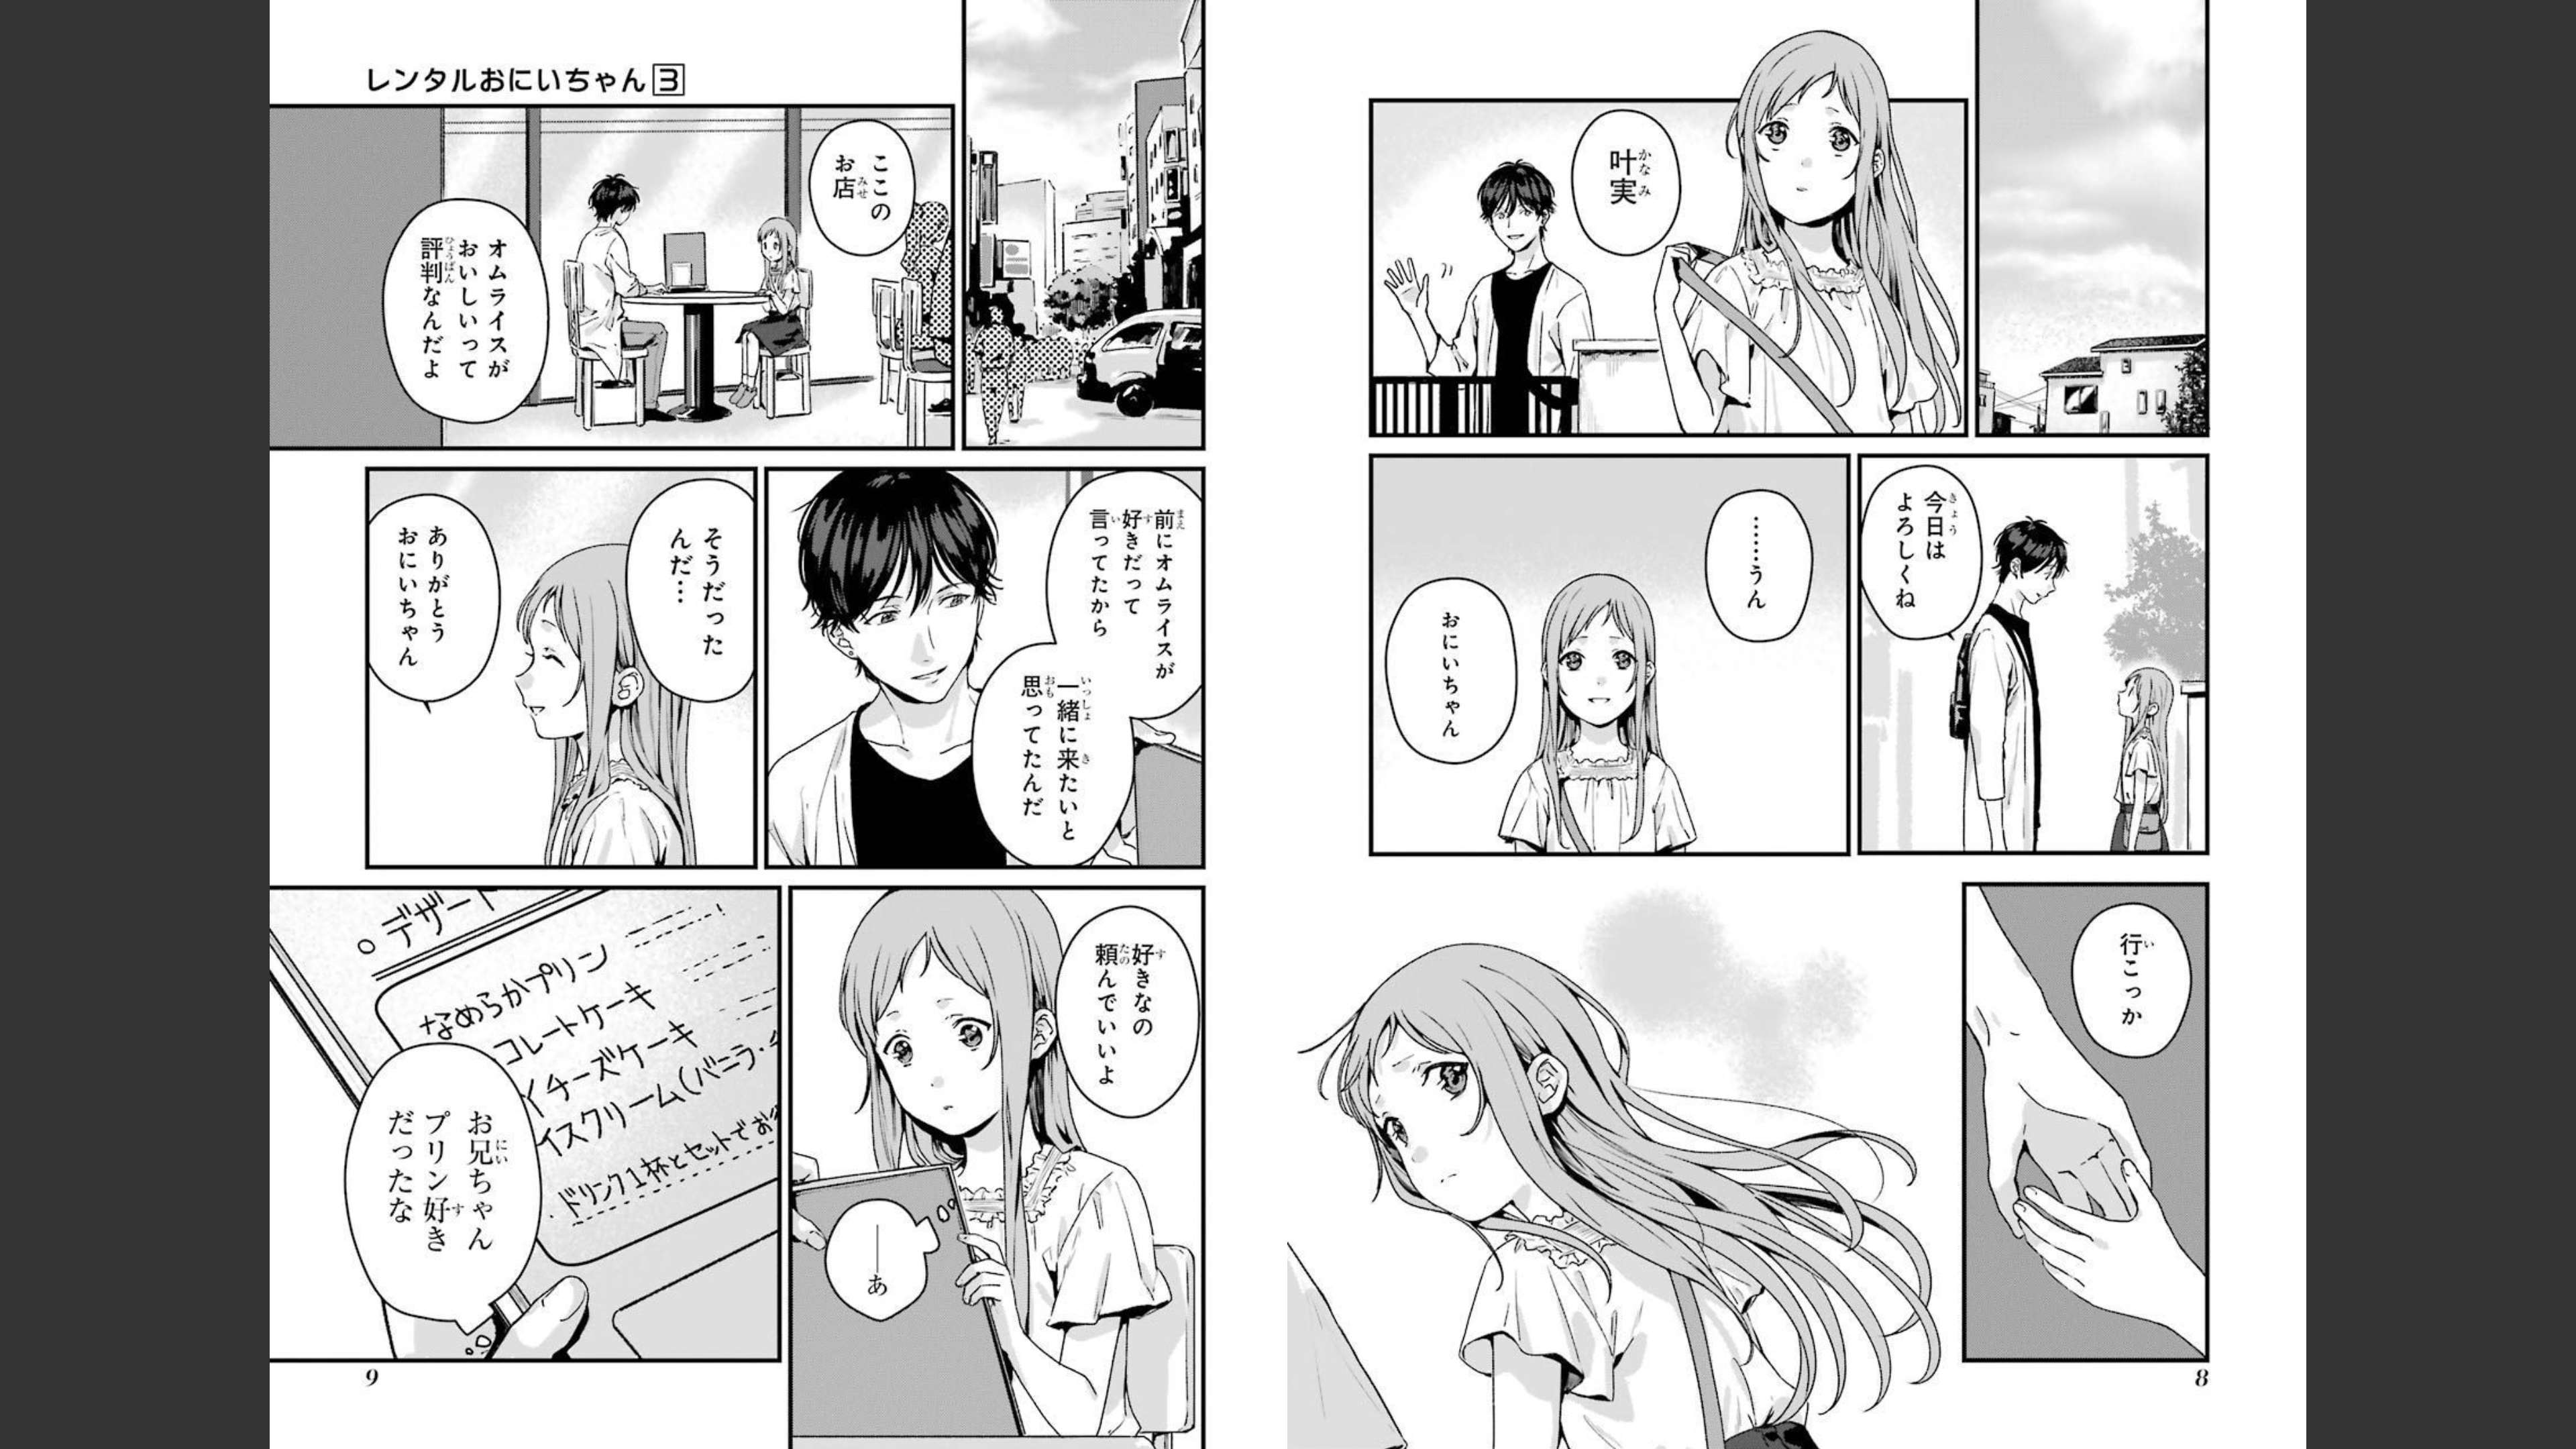 叶実
今日は
よろしくね
……うん
おにいちゃん
行こっか
8
レンタルおにいちゃん3
ここの
お店
オムライスが
おいしいって
評判なんだよ
前にオムライスが
好きだって
言ってたから
一緒に来たいと
思ってたんだ
そうだった
んだ…
ありがとう
おにいちゃん
好きなの
頼んでいいよ
――あ
デザート
なめらかプリン
コレートケーキ
チーズケーキ
イスクリーム(バニラ・
ドリンク1杯とセットでお
お兄ちゃん
プリン好き
だったな
9